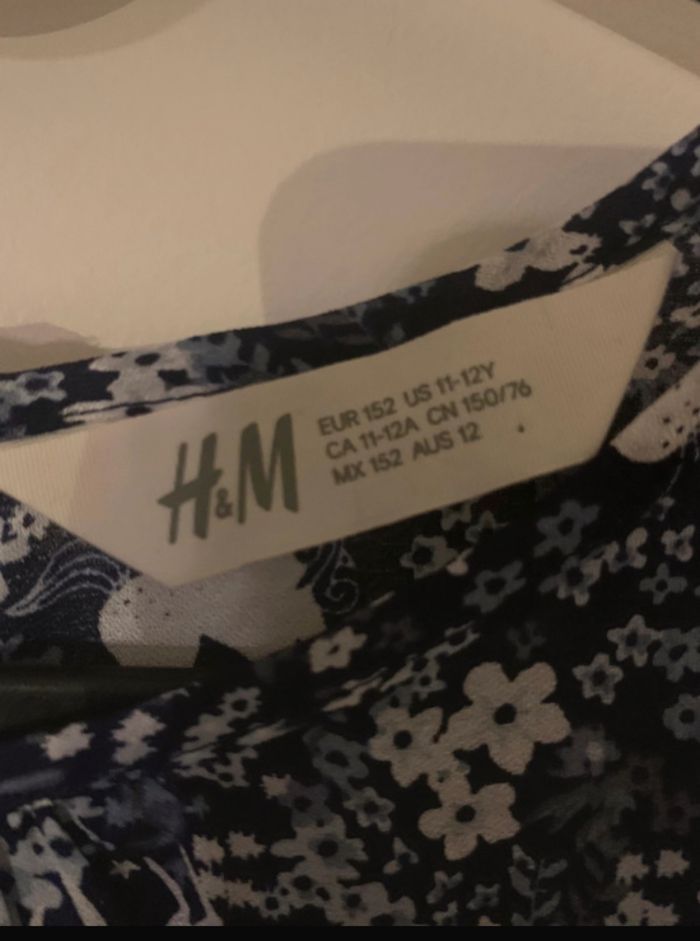 H&M
EUR 152 US 11-12Y
CA 11-12A CN 150/76
MX 152 AUS 12